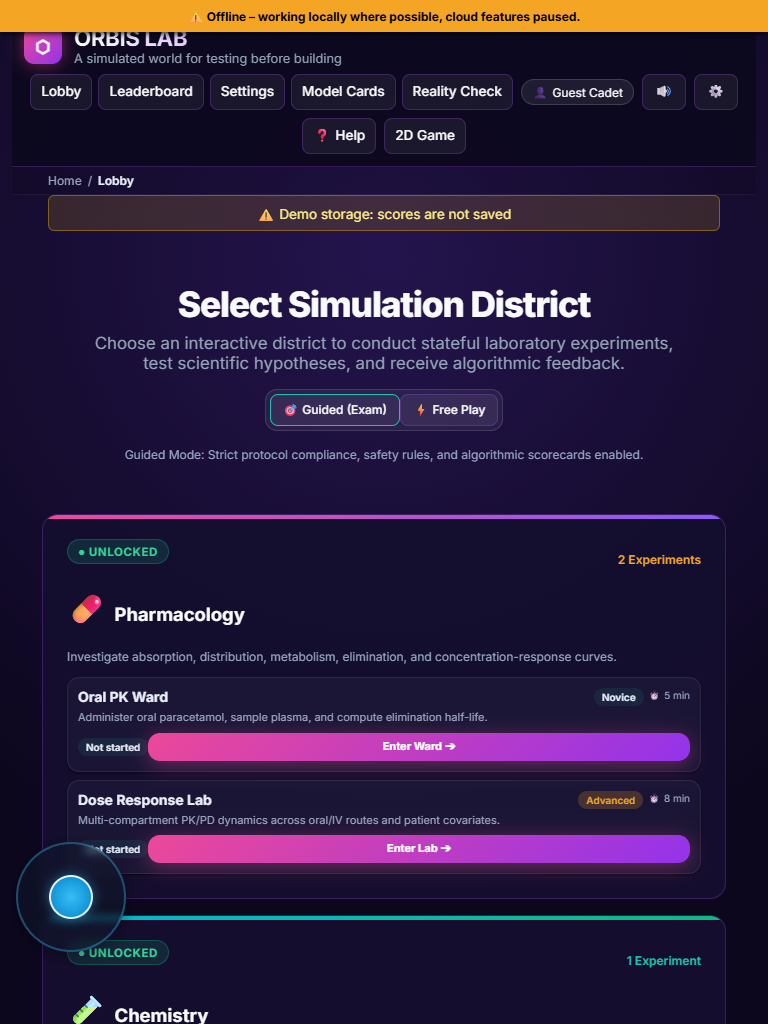 ⚠️ Offline – working locally where possible, cloud features paused.
ORBIS LAB
A simulated world for testing before building
Lobby
Leaderboard
Settings
Model Cards
Reality Check
Guest Cadet
❓ Help
2D Game
Home / Lobby
⚠️ Demo storage: scores are not saved
Select Simulation District
Choose an interactive district to conduct stateful laboratory experiments,
test scientific hypotheses, and receive algorithmic feedback.
🎯 Guided (Exam)
⚡ Free Play
Guided Mode: Strict protocol compliance, safety rules, and algorithmic scorecards enabled.
● UNLOCKED
2 Experiments
Pharmacology
Investigate absorption, distribution, metabolism, elimination, and concentration-response curves.
Oral PK Ward
Novice
⏰ 5 min
Administer oral paracetamol, sample plasma, and compute elimination half-life.
Not started
Enter Ward ➔
Dose Response Lab
Advanced
⏰ 8 min
Multi-compartment PK/PD dynamics across oral/IV routes and patient covariates.
started
Enter Lab ➔
● UNLOCKED
1 Experiment
Chemistry